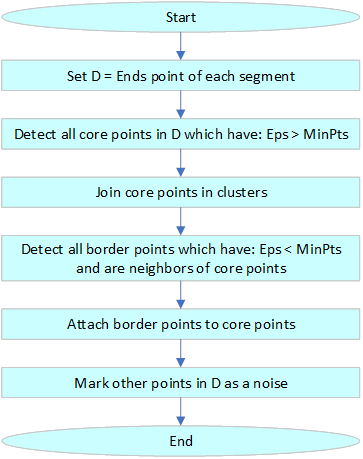 Start
Set D = Ends point of each segment
Detect all core points in D which have: Eps > MinPts
Join core points in clusters
Detect all border points which have: Eps < MinPts
and are neighbors of core points
Attach border points to core points
Mark other points in D as a noise
End